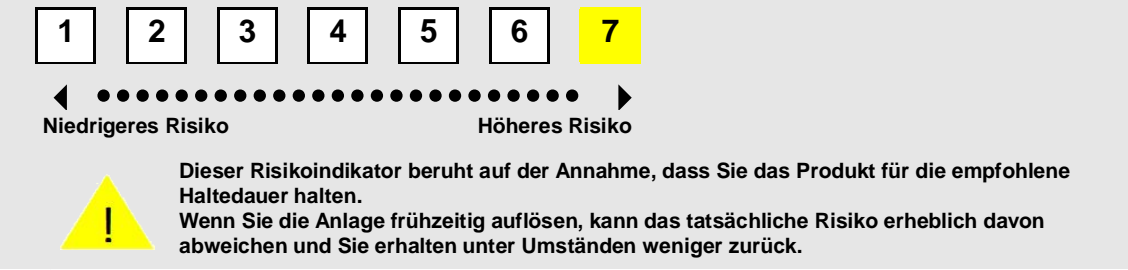 1 2 3 4 5 6 7
Niedrigeres Risiko Höheres Risiko
Dieser Risikoindikator beruht auf der Annahme, dass Sie das Produkt für die empfohlene
Haltedauer halten.
Wenn Sie die Anlage frühzeitig auflösen, kann das tatsächliche Risiko erheblich davon
abweichen und Sie erhalten unter Umständen weniger zurück.
!